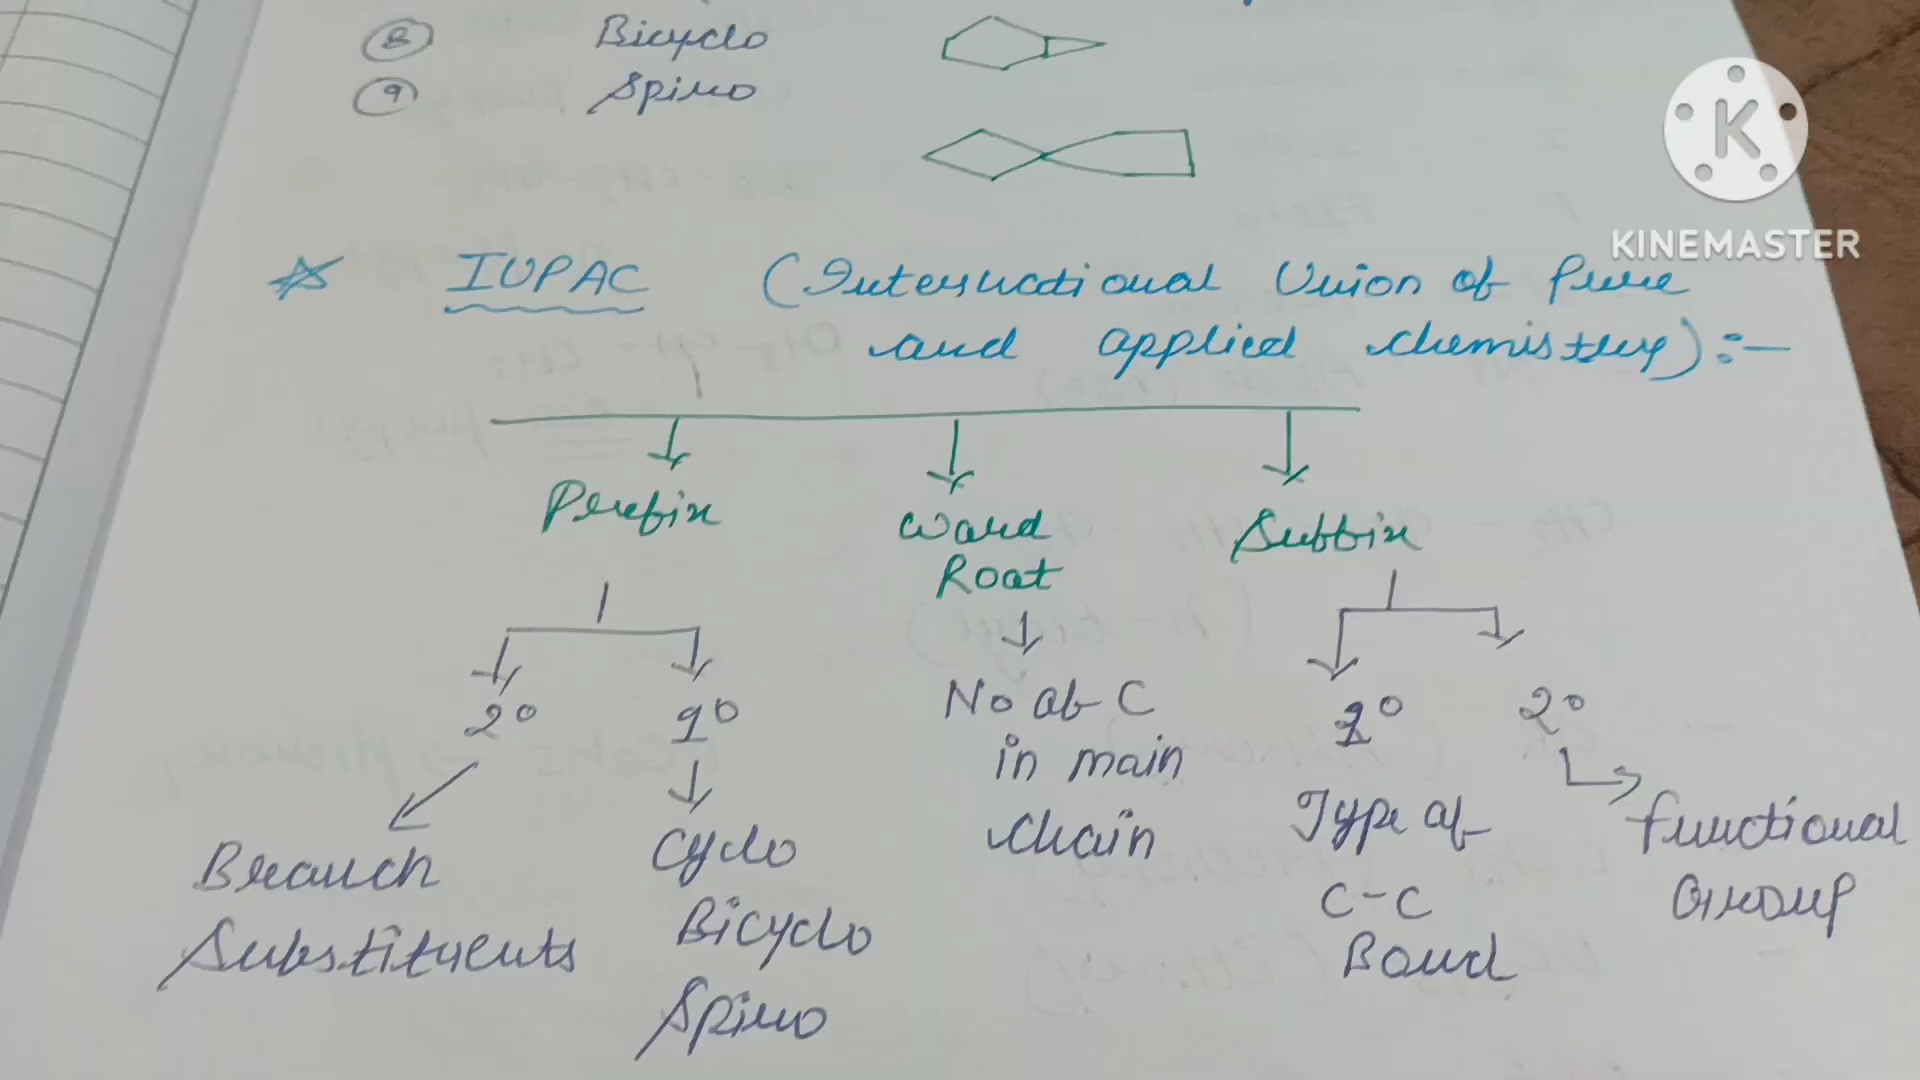 8 Bicyclo
9 Spiro
IUPAC (International Union of Pure
and applied chemistry) :-
Prefix Word Root Suffix
2° 1° No of C in main chain 1° 2°
Branch Substituents
Cyclo
Bicyclo
Spiro
Type of C-C Bond
functional Group
KINEMASTER